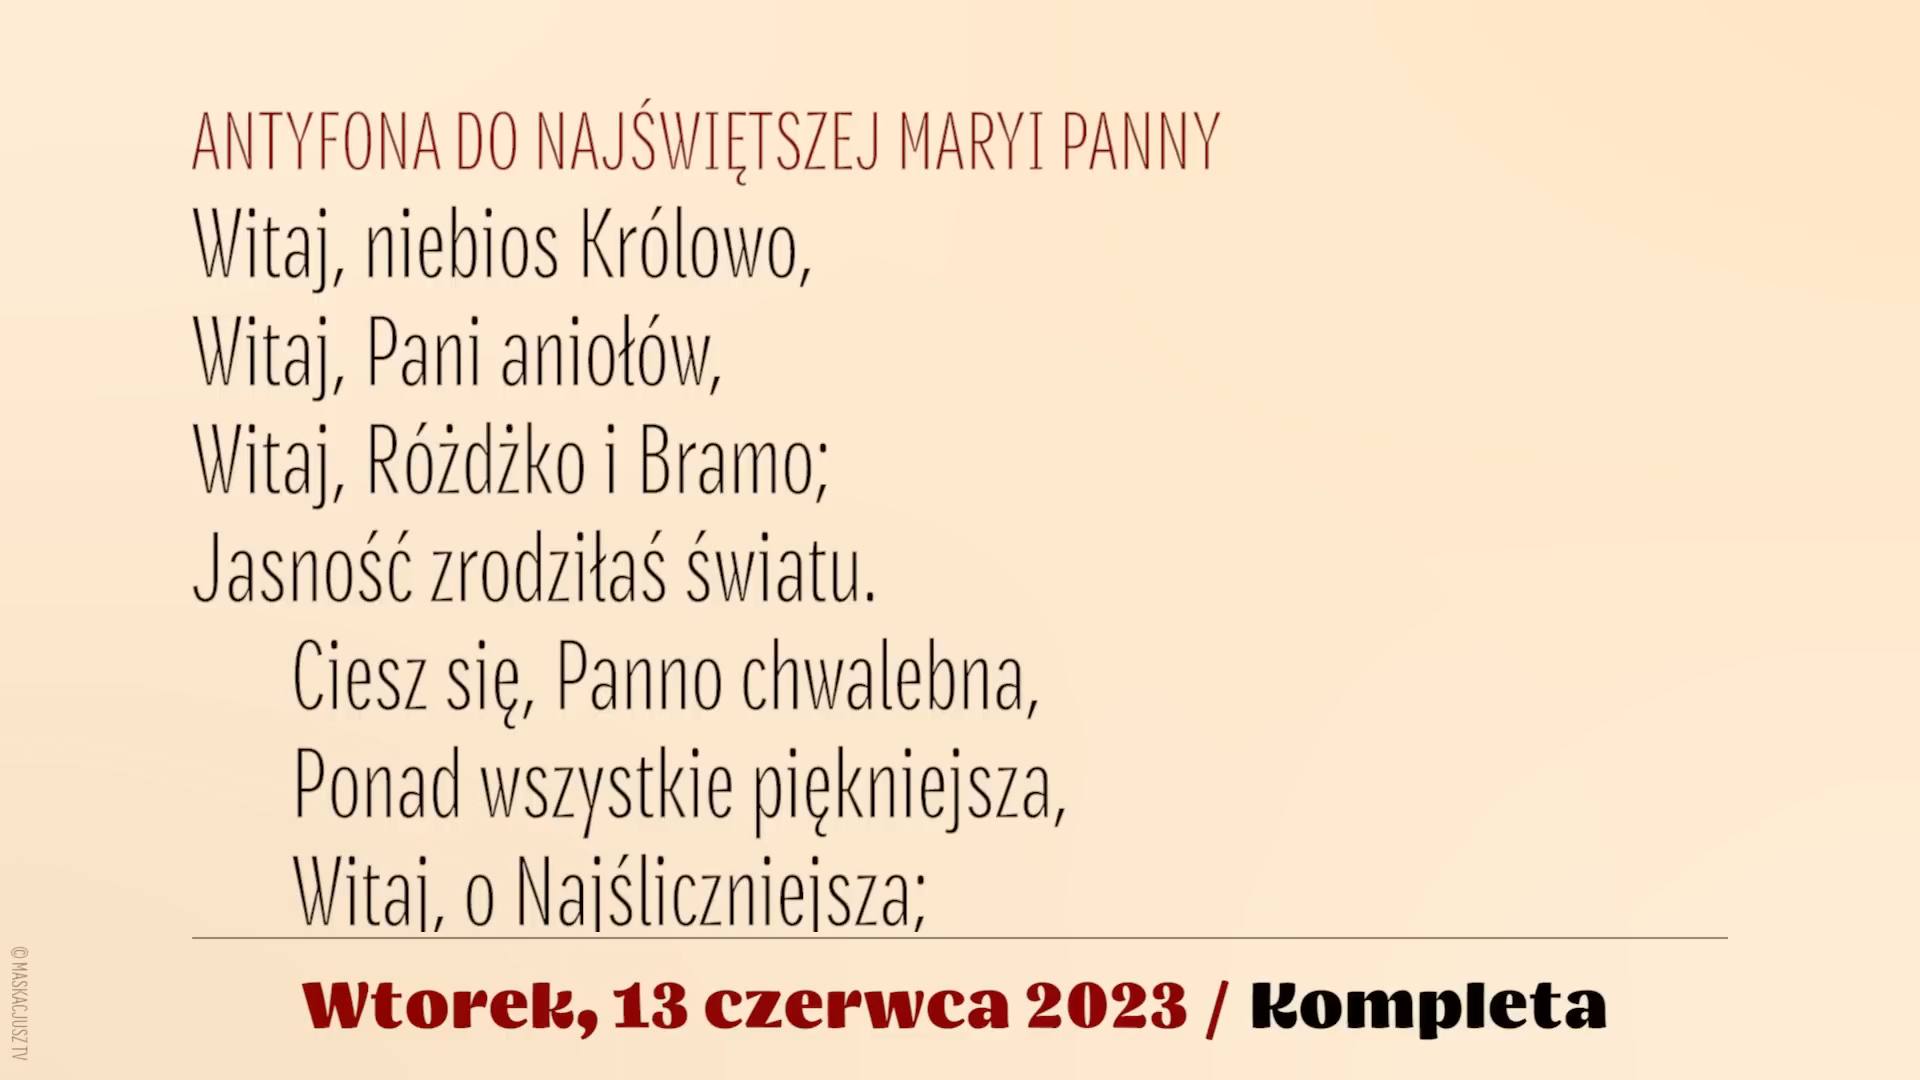 ANTYFONA DO NAJŚWIĘTSZEJ MARYI PANNY
Witaj, niebios Królowo,
Witaj, Pani aniołów,
Witaj, Różdżko i Bramo;
Jasność zrodziłaś światu.
Ciesz się, Panno chwalebna,
Ponad wszystkie piękniejsza,
Witaj, o Najśliczniejsza;
Wtorek, 13 czerwca 2023 / Kompleta
© MASKACJUSZ TV